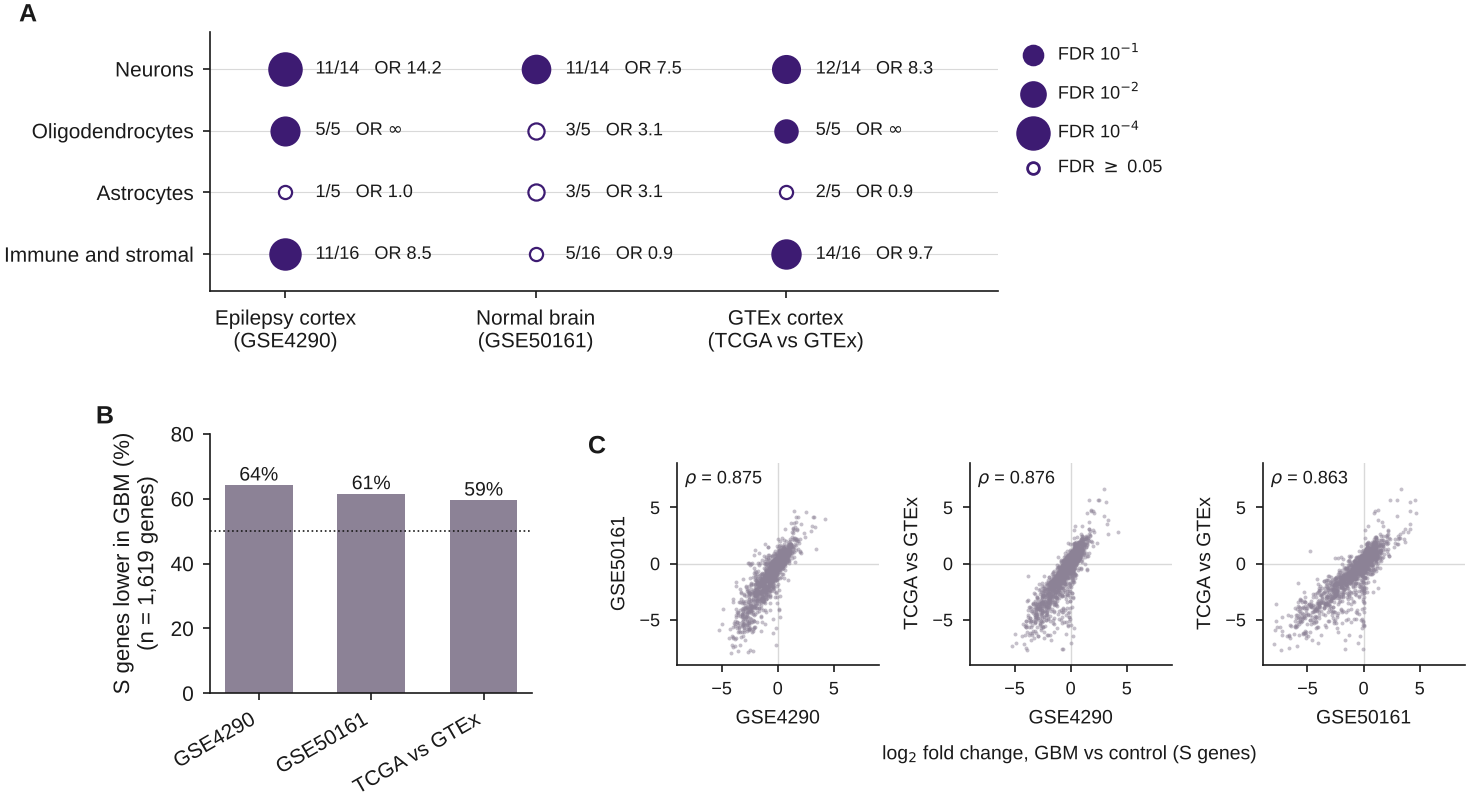 A
Neurons
11/14 OR 14.2
11/14 OR 7.5
12/14 OR 8.3
Oligodendrocytes
5/5 OR ∞
3/5 OR 3.1
5/5 OR ∞
Astrocytes
1/5 OR 1.0
3/5 OR 3.1
2/5 OR 0.9
Immune and stromal
11/16 OR 8.5
5/16 OR 0.9
14/16 OR 9.7
Epilepsy cortex
(GSE4290)
Normal brain
(GSE50161)
GTEx cortex
(TCGA vs GTEx)
FDR 10⁻¹
FDR 10⁻²
FDR 10⁻⁴
FDR ≥ 0.05
B
S genes lower in GBM (%)
(n = 1,619 genes)
80
60
40
20
0
64%
61%
59%
GSE4290
GSE50161
TCGA vs GTEx
C
ρ = 0.875
GSE50161
5
0
−5
−5 0 5
GSE4290
ρ = 0.876
TCGA vs GTEx
5
0
−5
−5 0 5
GSE4290
ρ = 0.863
TCGA vs GTEx
5
0
−5
−5 0 5
GSE50161
log₂ fold change, GBM vs control (S genes)